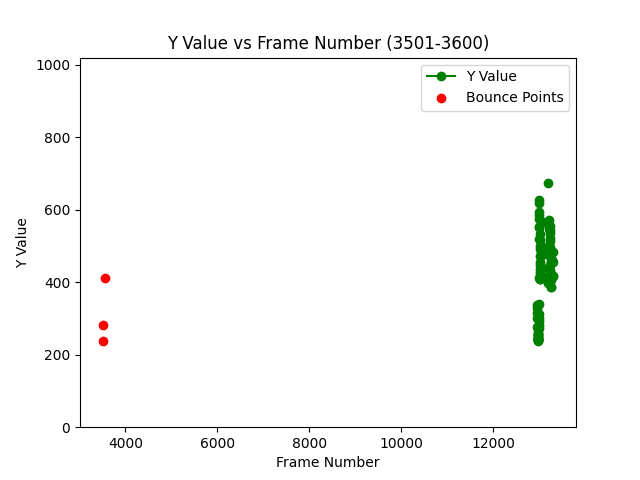 Y Value vs Frame Number (3501-3600)
1000
800
600
400
200
0
Y Value
Y Value
Bounce Points
4000 6000 8000 10000 12000
Frame Number